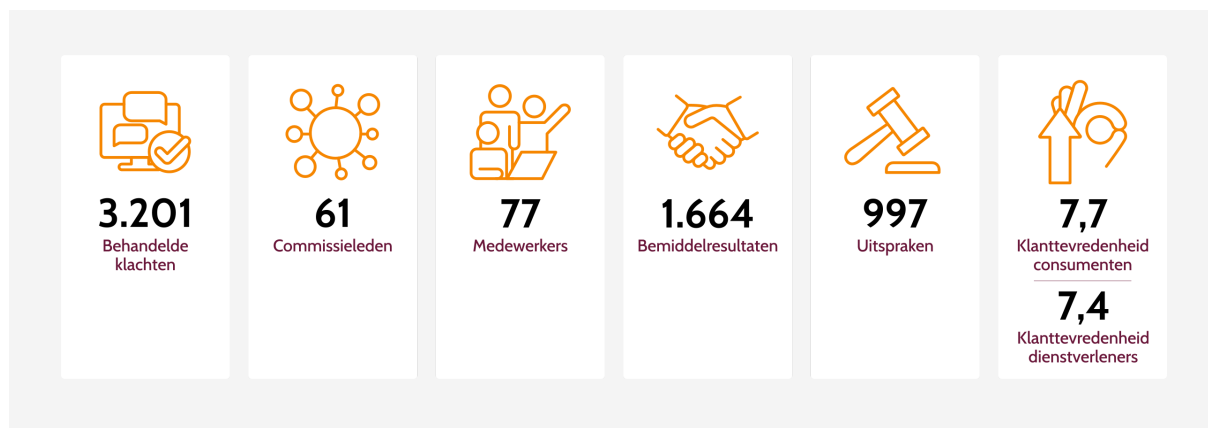 3.201
Behandelde
klachten
61
Commissieleden
77
Medewerkers
1.664
Bemiddelresultaten
997
Uitspraken
7,7
Klanttevredenheid
consumenten
7,4
Klanttevredenheid
dienstverleners